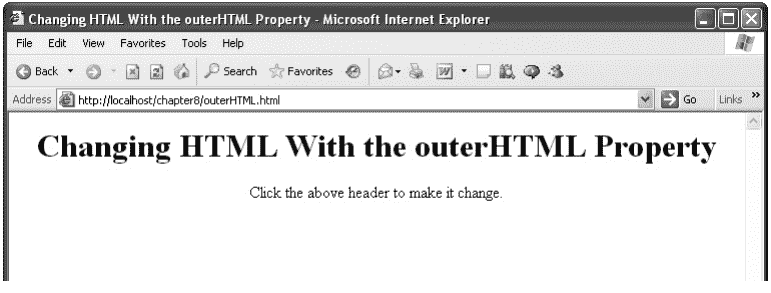 Changing HTML With the outerHTML Property - Microsoft Internet Explorer
File Edit View Favorites Tools Help
Back Search Favorites W
Address http://localhost/chapter8/outerHTML.html Go Links »
Changing HTML With the outerHTML Property
Click the above header to make it change.